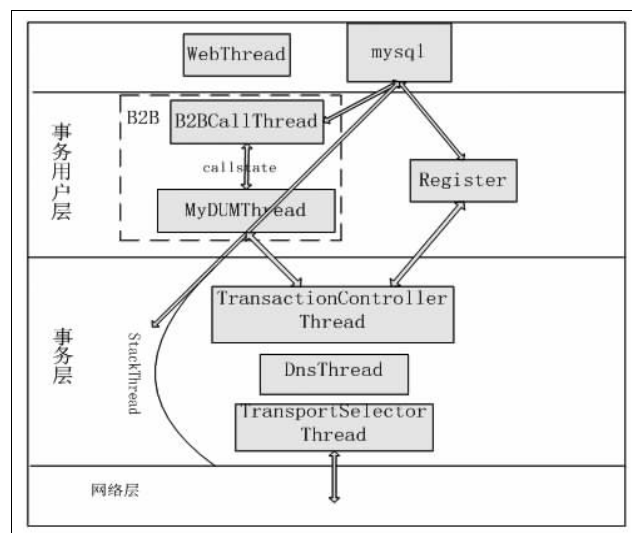 WebThread
mysql
B2B
B2BCallThread
callstate
MyDUMThread
Register
事务用户层
TransactionController
Thread
DnsThread
TransportSelector
Thread
StackThread
事务层
网络层